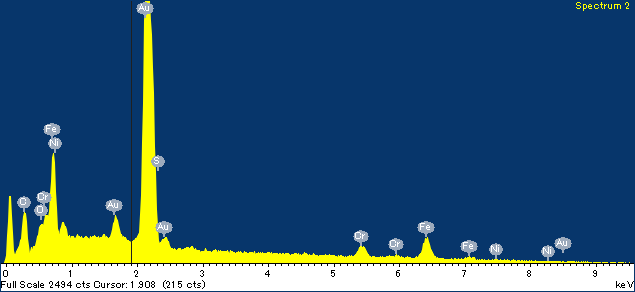 Spectrum 2
Au
Fe
Ni
S
Cr
C
O
Au
Au
Cr
Cr
Fe
Fe
Ni
Ni
Au
0 1 2 3 4 5 6 7 8 9
Full Scale 2494 cts Cursor: 1.908 (215 cts) keV